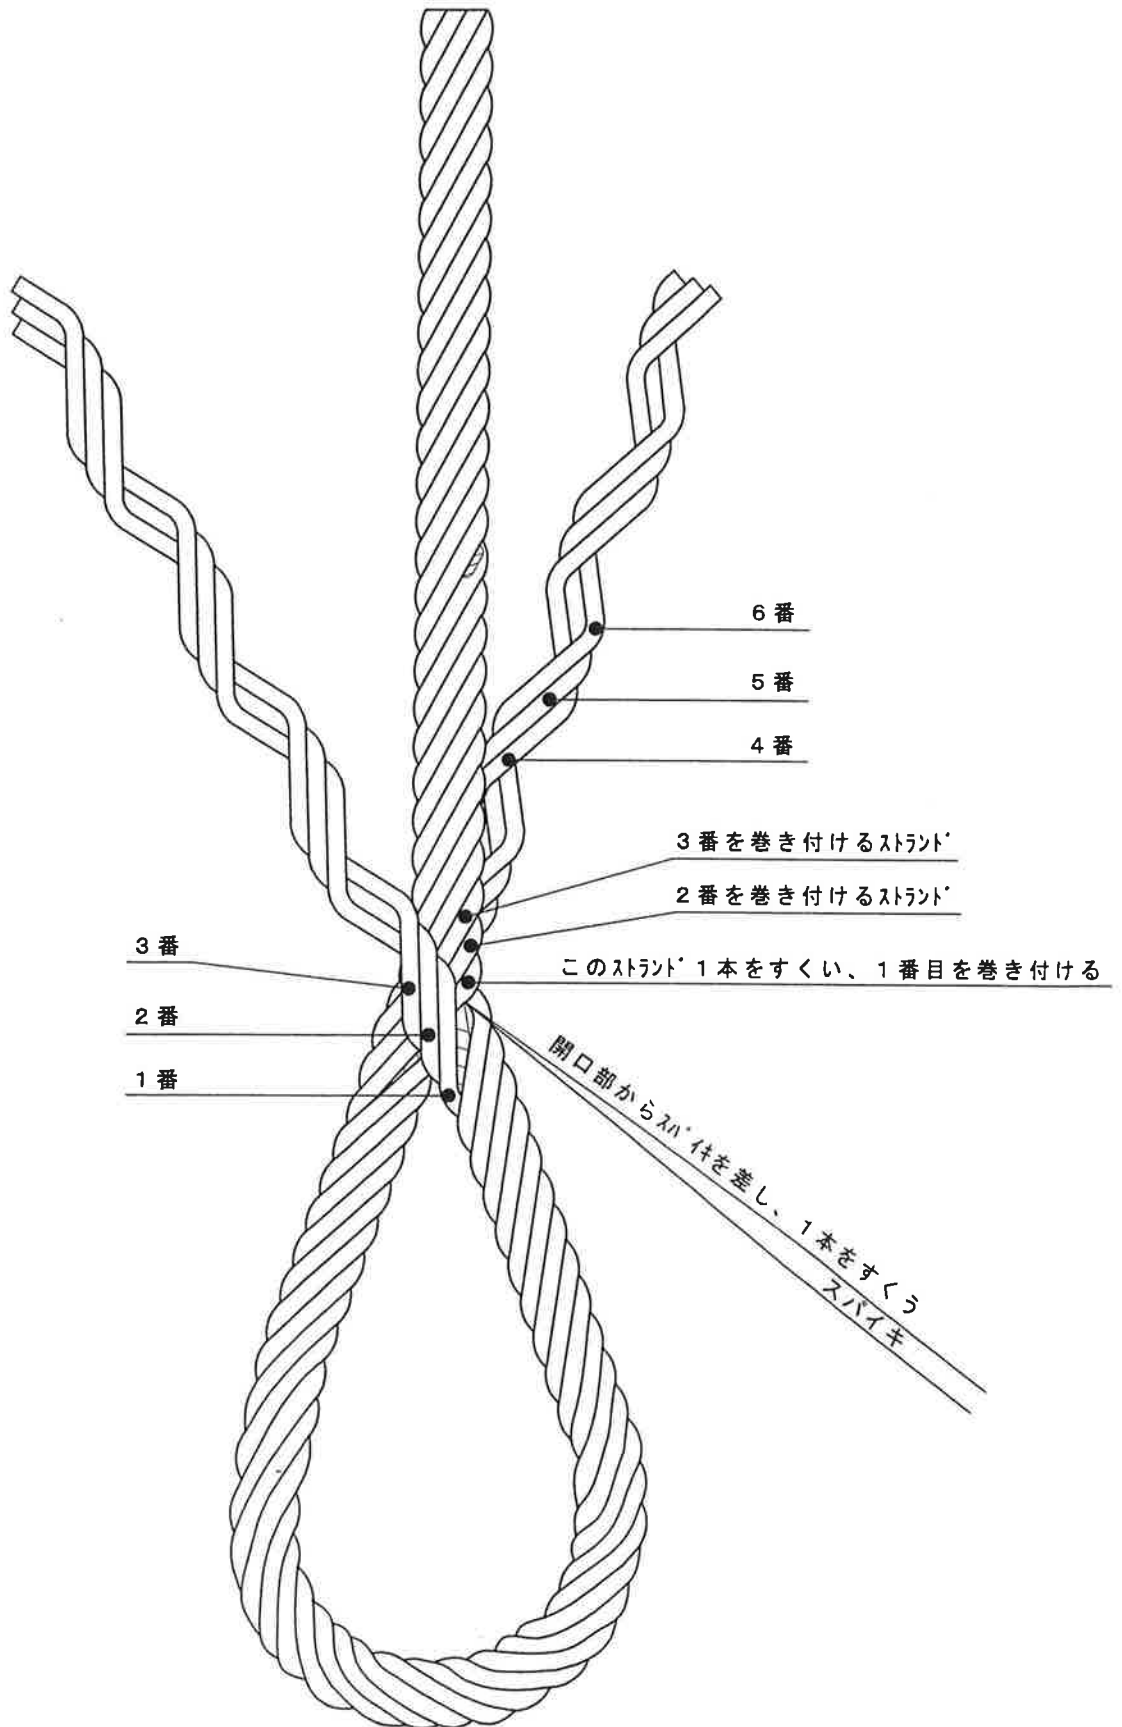 6番
5番
4番
3番を巻き付けるｽﾄﾗﾝﾄﾞ
2番を巻き付けるｽﾄﾗﾝﾄﾞ
3番
このｽﾄﾗﾝﾄﾞ1本をすくい、1番目を巻き付ける
2番
1番
開口部からｽﾊﾟｲｷを差し、1本をすくう
スパイキ